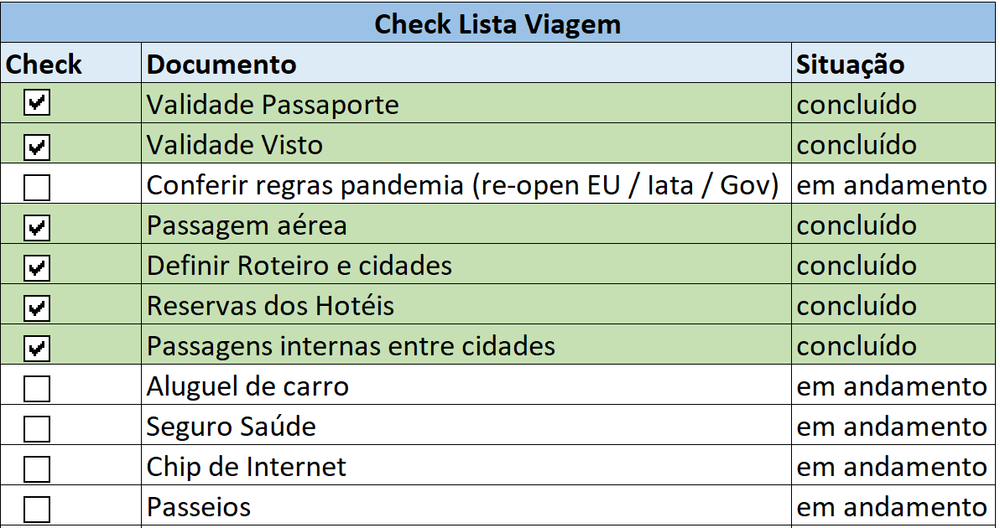 Check Lista Viagem
Check Documento Situação
Validade Passaporte concluído
Validade Visto concluído
Conferir regras pandemia (re-open EU / Iata / Gov) em andamento
Passagem aérea concluído
Definir Roteiro e cidades concluído
Reservas dos Hotéis concluído
Passagens internas entre cidades concluído
Aluguel de carro em andamento
Seguro Saúde em andamento
Chip de Internet em andamento
Passeios em andamento